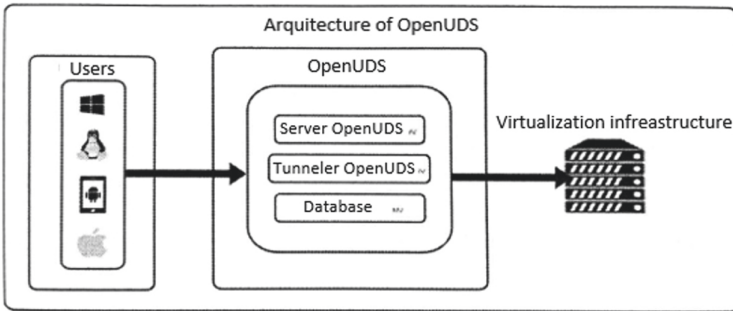 Arquitecture of OpenUDS
Users
OpenUDS
Server OpenUDS
Tunneler OpenUDS
Database
Virtualization infreastructure